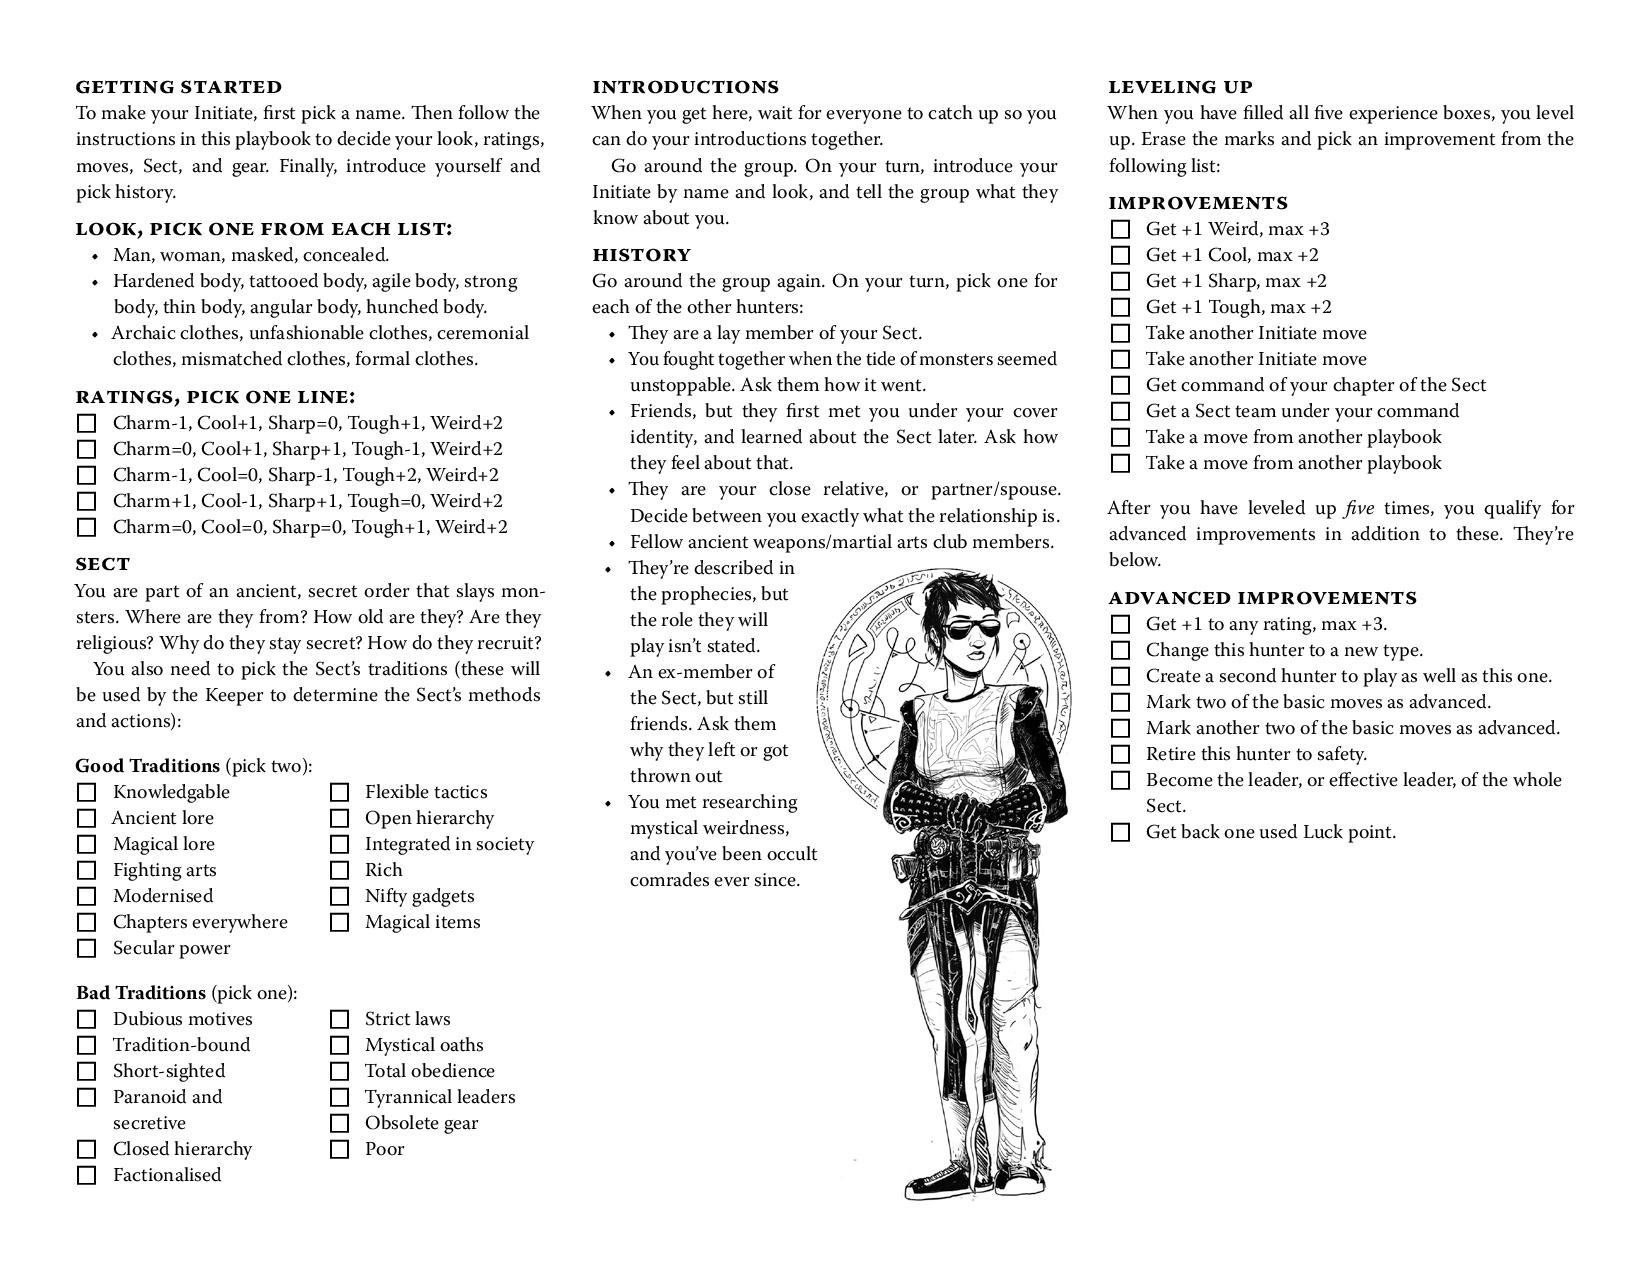 GETTING STARTED
To make your Initiate, first pick a name. Then follow the
instructions in this playbook to decide your look, ratings,
moves, Sect, and gear. Finally, introduce yourself and
pick history.
LOOK, PICK ONE FROM EACH LIST:
• Man, woman, masked, concealed.
• Hardened body, tattooed body, agile body, strong
body, thin body, angular body, hunched body.
• Archaic clothes, unfashionable clothes, ceremonial
clothes, mismatched clothes, formal clothes.
RATINGS, PICK ONE LINE:
Charm-1, Cool+1, Sharp=0, Tough+1, Weird+2
Charm=0, Cool+1, Sharp+1, Tough-1, Weird+2
Charm-1, Cool=0, Sharp-1, Tough+2, Weird+2
Charm+1, Cool-1, Sharp+1, Tough=0, Weird+2
Charm=0, Cool=0, Sharp=0, Tough+1, Weird+2
SECT
You are part of an ancient, secret order that slays mon-
sters. Where are they from? How old are they? Are they
religious? Why do they stay secret? How do they recruit?
You also need to pick the Sect's traditions (these will
be used by the Keeper to determine the Sect's methods
and actions):
Good Traditions (pick two):
Knowledgable
Ancient lore
Magical lore
Fighting arts
Modernised
Chapters everywhere
Secular power
Flexible tactics
Open hierarchy
Integrated in society
Rich
Nifty gadgets
Magical items
Bad Traditions (pick one):
Dubious motives
Tradition-bound
Short-sighted
Paranoid and
secretive
Closed hierarchy
Factionalised
Strict laws
Mystical oaths
Total obedience
Tyrannical leaders
Obsolete gear
Poor
INTRODUCTIONS
When you get here, wait for everyone to catch up so you
can do your introductions together.
Go around the group. On your turn, introduce your
Initiate by name and look, and tell the group what they
know about you.
HISTORY
Go around the group again. On your turn, pick one for
each of the other hunters:
• They are a lay member of your Sect.
• You fought together when the tide of monsters seemed
unstoppable. Ask them how it went.
• Friends, but they first met you under your cover
identity, and learned about the Sect later. Ask how
they feel about that.
• They are your close relative, or partner/spouse.
Decide between you exactly what the relationship is.
• Fellow ancient weapons/martial arts club members.
• They're described in
the prophecies, but
the role they will
play isn't stated.
• An ex-member of
the Sect, but still
friends. Ask them
why they left or got
thrown out
• You met researching
mystical weirdness,
and you've been occult
comrades ever since.
LEVELING UP
When you have filled all five experience boxes, you level
up. Erase the marks and pick an improvement from the
following list:
IMPROVEMENTS
Get +1 Weird, max +3
Get +1 Cool, max +2
Get +1 Sharp, max +2
Get +1 Tough, max +2
Take another Initiate move
Take another Initiate move
Get command of your chapter of the Sect
Get a Sect team under your command
Take a move from another playbook
Take a move from another playbook
After you have leveled up five times, you qualify for
advanced improvements in addition to these. They're
below.
ADVANCED IMPROVEMENTS
Get +1 to any rating, max +3.
Change this hunter to a new type.
Create a second hunter to play as well as this one.
Mark two of the basic moves as advanced.
Mark another two of the basic moves as advanced.
Retire this hunter to safety.
Become the leader, or effective leader, of the whole
Sect.
Get back one used Luck point.